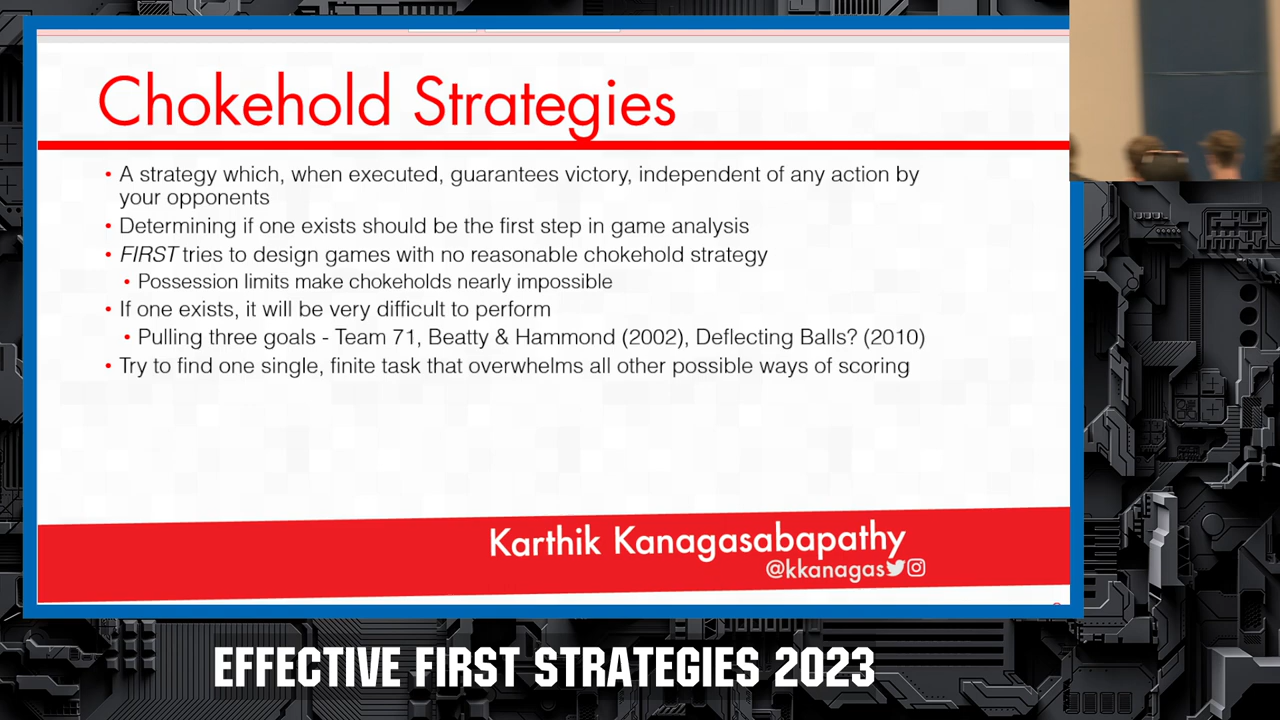 Chokehold Strategies
• A strategy which, when executed, guarantees victory, independent of any action by
your opponents
• Determining if one exists should be the first step in game analysis
• FIRST tries to design games with no reasonable chokehold strategy
• Possession limits make chokeholds nearly impossible
• If one exists, it will be very difficult to perform
• Pulling three goals - Team 71, Beatty & Hammond (2002), Deflecting Balls? (2010)
• Try to find one single, finite task that overwhelms all other possible ways of scoring
Karthik Kanagasabapathy
@kkanagas
EFFECTIVE FIRST STRATEGIES 2023